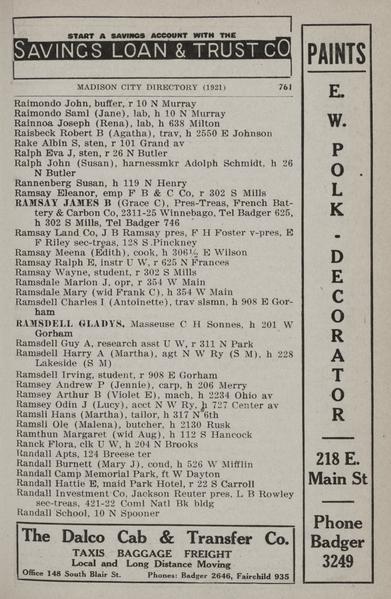 START A SAVINGS ACCOUNT WITH THE
SAVINGS LOAN & TRUST CO
MADISON CITY DIRECTORY (1921) 761
Raimondo John, buffer, r 10 N Murray
Raimondo Saml (Jane), lab, h 10 N Murray
Rainnoa Joseph (Rena), lab, h 638 Milton
Raisbeck Robert B (Agatha), trav, h 2550 E Johnson
Rake Albin S, sten, r 101 Grand av
Ralph Eva J, sten, r 26 N Butler
Ralph John (Susan), harnessmkr Adolph Schmidt, h 26
N Butler
Rannenberg Susan, h 119 N Henry
Ramsay Eleanor, emp F B & C Co, r 302 S Mills
RAMSAY JAMES B (Grace C), Pres-Treas, French Bat-
tery & Carbon Co, 2311-25 Winnebago, Tel Badger 625,
h 302 S Mills, Tel Badger 746
Ramsay Land Co, J B Ramsay pres, F H Foster v-pres, E
F Riley sec-treas, 128 S Pinckney
Ramsay Meena (Edith), cook, h 306½ E Wilson
Ramsay Ralph E, instr U W, r 625 N Frances
Ramsay Wayne, student, r 302 S Mills
Ramsdale Marion J, opr, r 354 W Main
Ramsdale Mary (wid Frank C), h 354 W Main
Ramsdell Charles I (Antoinette), trav slsmn, h 908 E Gor-
ham
RAMSDELL GLADYS, Masseuse C H Sonnes, h 201 W
Gorham
Ramsdell Guy A, research asst U W, r 311 N Park
Ramsdell Harry A (Martha), agt N W Ry (S M), h 228
Lakeside (S M)
Ramsdell Irving, student, r 908 E Gorham
Ramsey Andrew P (Jennie), carp, h 206 Merry
Ramsey Arthur B (Violet E), mach, h 2234 Ohio av
Ramsey Odin J (Lucy), acct N W Ry, h 727 Center av
Ramsli Hans (Martha), tailor, h 317 N 6th
Ramsli Ole (Malena), butcher, h 2130 Rusk
Ramthun Margaret (wid Aug), h 112 S Hancock
Ranck Flora, clk U W, h 204 N Brooks
Randall Apts, 124 Breese ter
Randall Burnett (Mary J), cond, h 526 W Mifflin
Randall Camp Memorial Park, ft W Dayton
Randall Hattie E, maid Park Hotel, r 22 S Carroll
Randall Investment Co, Jackson Reuter pres, L B Rowley
sec-treas, 421-22 Coml Natl Bk bldg
Randall School, 10 N Spooner
The Dalco Cab & Transfer Co.
TAXIS BAGGAGE FREIGHT
Local and Long Distance Moving
Office 148 South Blair St. Phones: Badger 2646, Fairchild 935
PAINTS
E. W. POLK - DECORATOR
218 E.
Main St
Phone
Badger
3249